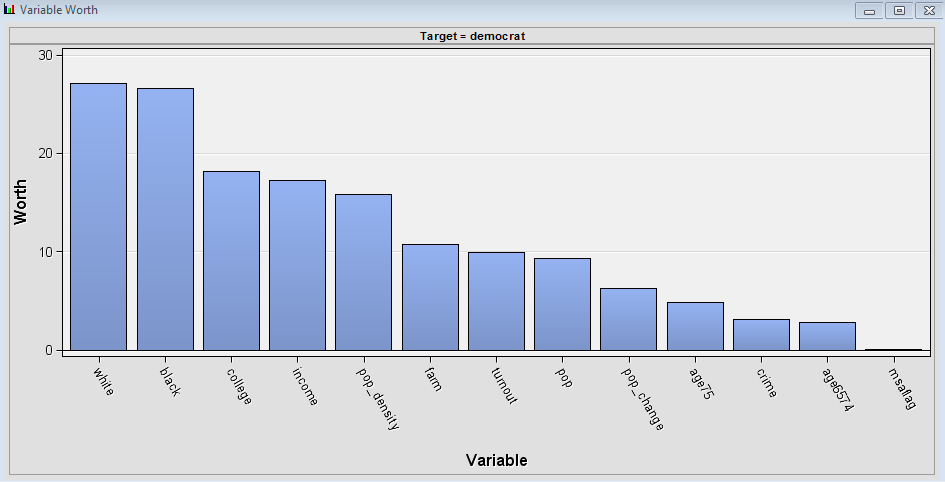 Variable Worth
Target = democrat
30
20
10
0
Worth
white
black
college
income
pop_density
farm
turnout
pop
pop_change
age75
crime
age6574
msaflag
Variable